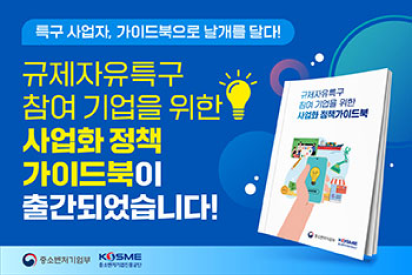 특구 사업자, 가이드북으로 날개를 달다!
규제자유특구
참여 기업을 위한
사업화 정책
가이드북이
출간되었습니다!
규제자유특구
참여 기업을 위한
사업화 정책가이드북
중소벤처기업부
KOSME
중소벤처기업진흥공단